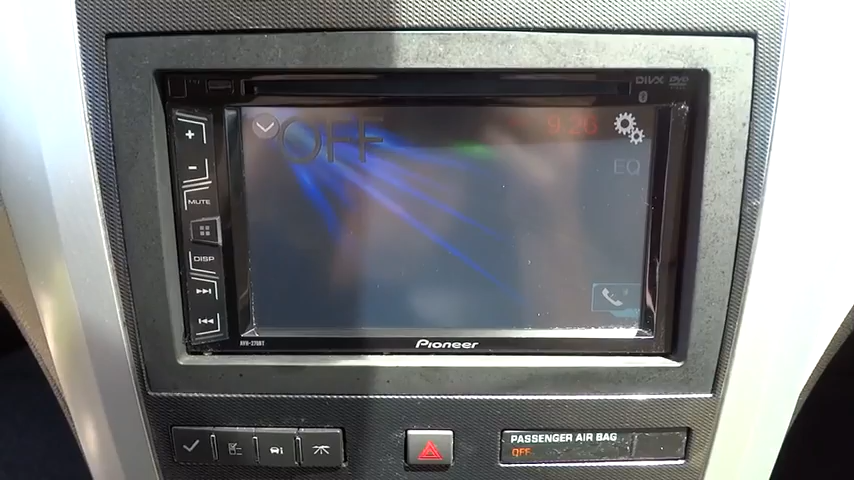 DIVX DVD
OFF
9:26
EQ
MUTE
DISP
AVH-270BT
Pioneer
PASSENGER AIR BAG
OFF